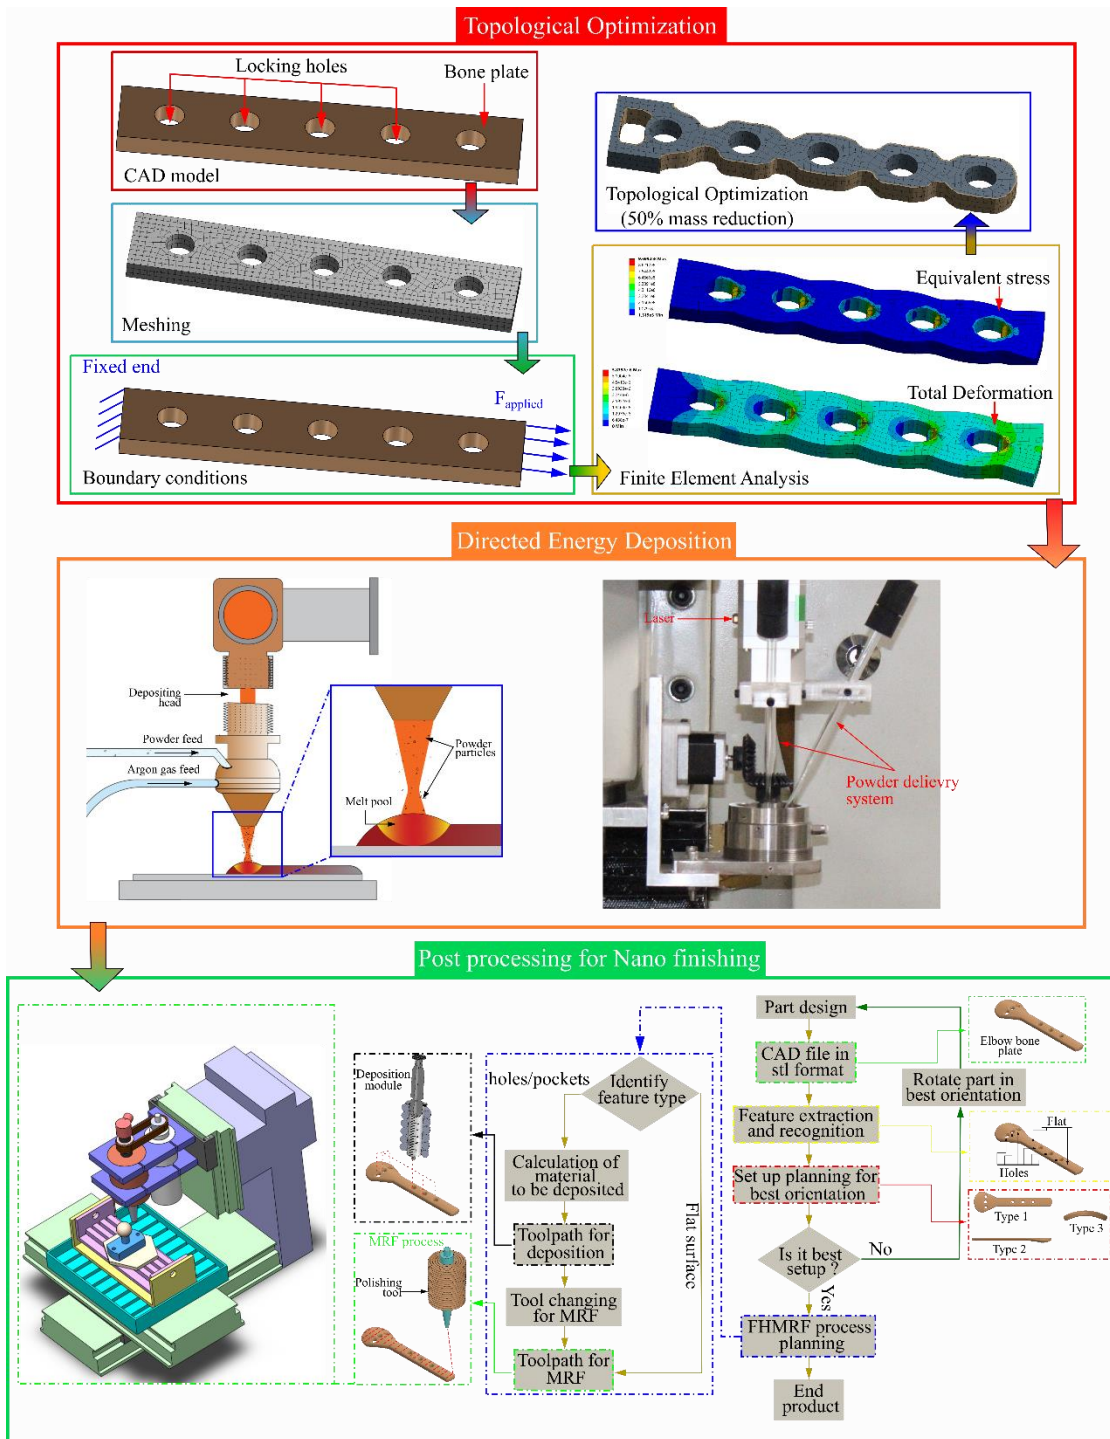 Topological Optimization
Locking holes
Bone plate
CAD model
Meshing
Fixed end
F applied
Boundary conditions
Topological Optimization
(50% mass reduction)
Equivalent stress
Total Deformation
Finite Element Analysis
Directed Energy Deposition
Depositing
head
Powder feed
Argon gas feed
Powder
particles
Melt pool
Laser
Powder delievry
system
Post processing for Nano finishing
Deposition
module
MRF process
Polishing
tool
holes/pockets
Identify
feature type
Calculation of
material
to be deposited
Toolpath for
deposition
Tool changing
for MRF
Toolpath for
MRF
Flat surface
Part design
CAD file in
stl format
Feature extraction
and recognition
Set up planning for
best orientation
Is it best
setup ?
No
Yes
FHMRF process
planning
End
product
Rotate part in
best orientation
Elbow bone
plate
Flat
Holes
Type 1
Type 2
Type 3